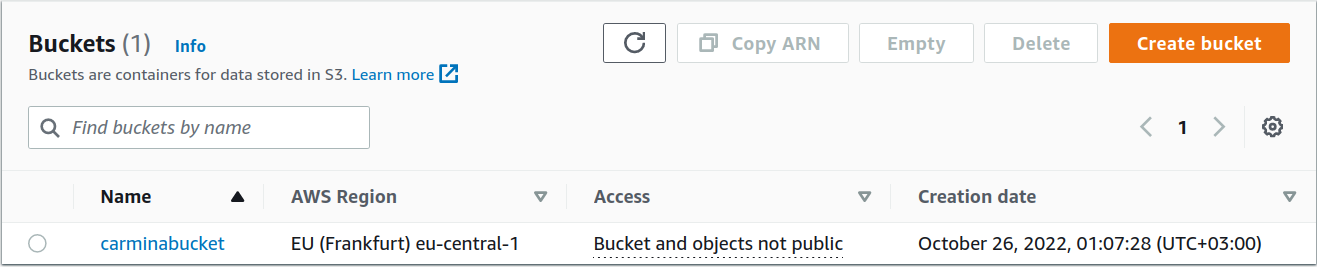 Buckets (1) Info
Copy ARN
Empty
Delete
Create bucket
Buckets are containers for data stored in S3. Learn more
Find buckets by name
1
Name AWS Region Access Creation date
carminabucket EU (Frankfurt) eu-central-1 Bucket and objects not public October 26, 2022, 01:07:28 (UTC+03:00)